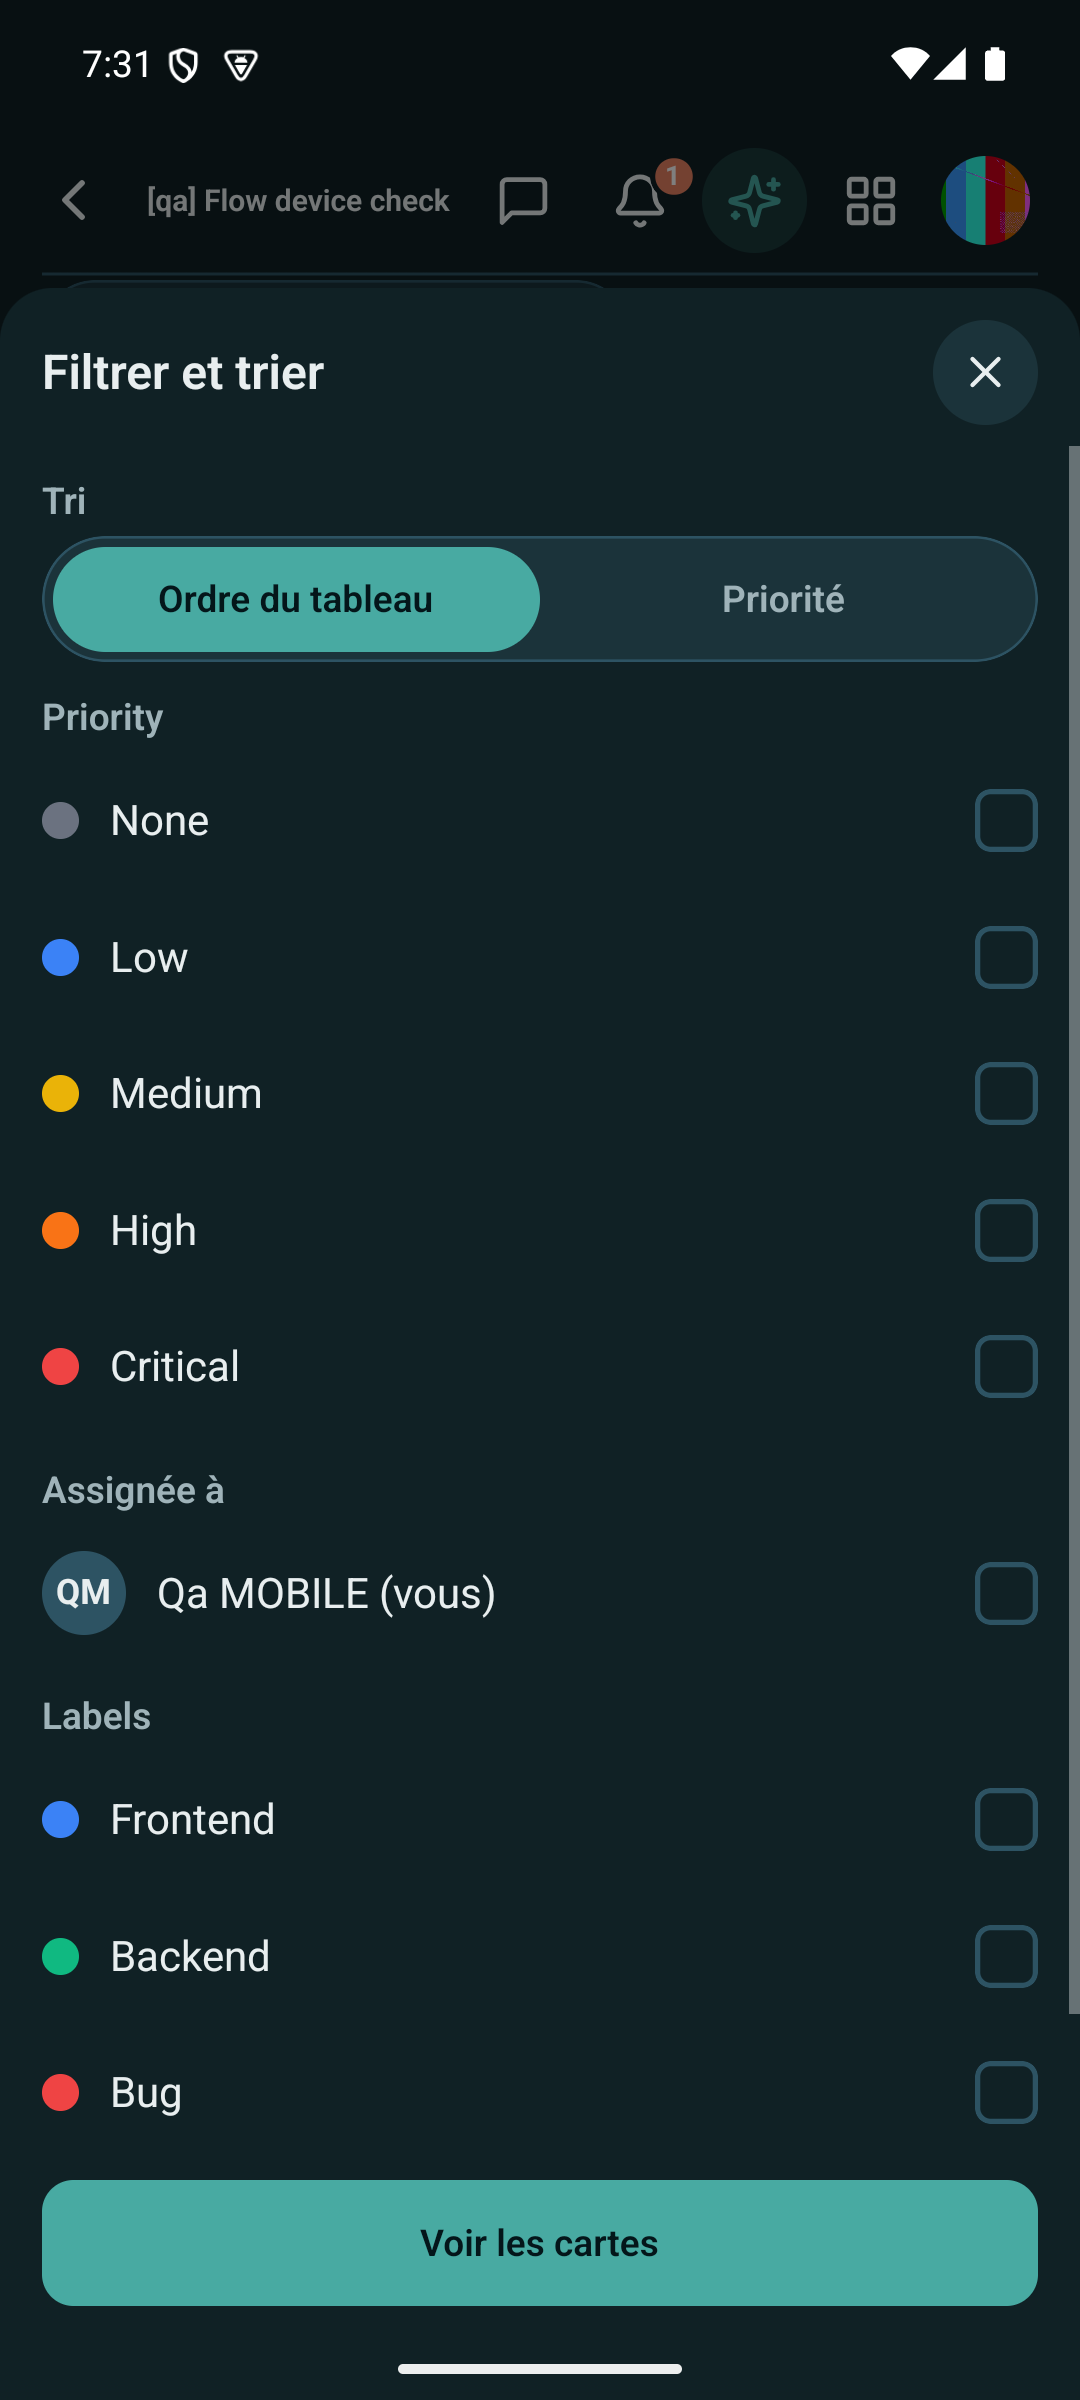 7:31
[qa] Flow device check
1
Filtrer et trier
Tri
Ordre du tableau
Priorité
Priority
None
Low
Medium
High
Critical
Assignée à
QM
Qa MOBILE (vous)
Labels
Frontend
Backend
Bug
Voir les cartes